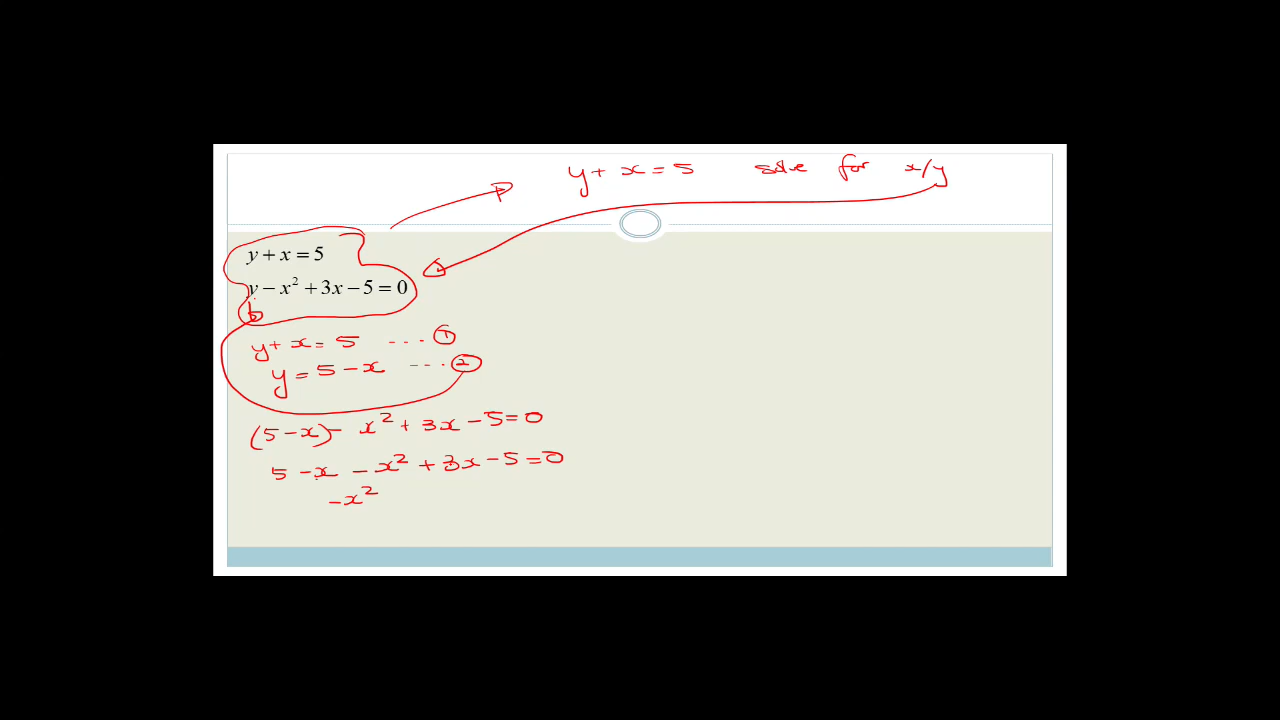 y + x = 5 solve for x/y
y + x = 5
y − x² + 3x − 5 = 0
y + x = 5 ... ①
y = 5 − x ... ②
(5 − x) − x² + 3x − 5 = 0
5 − x − x² + 3x − 5 = 0
− x²